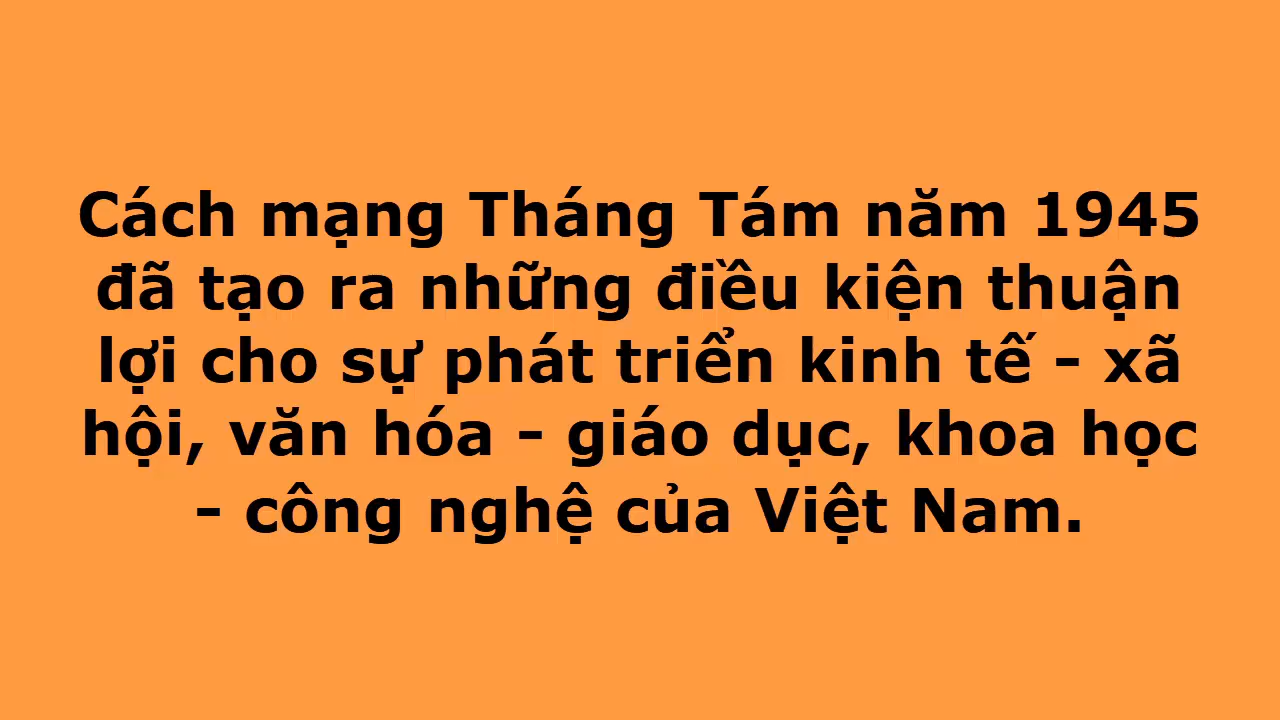 Cách mạng Tháng Tám năm 1945
đã tạo ra những điều kiện thuận
lợi cho sự phát triển kinh tế - xã
hội, văn hóa - giáo dục, khoa học
- công nghệ của Việt Nam.